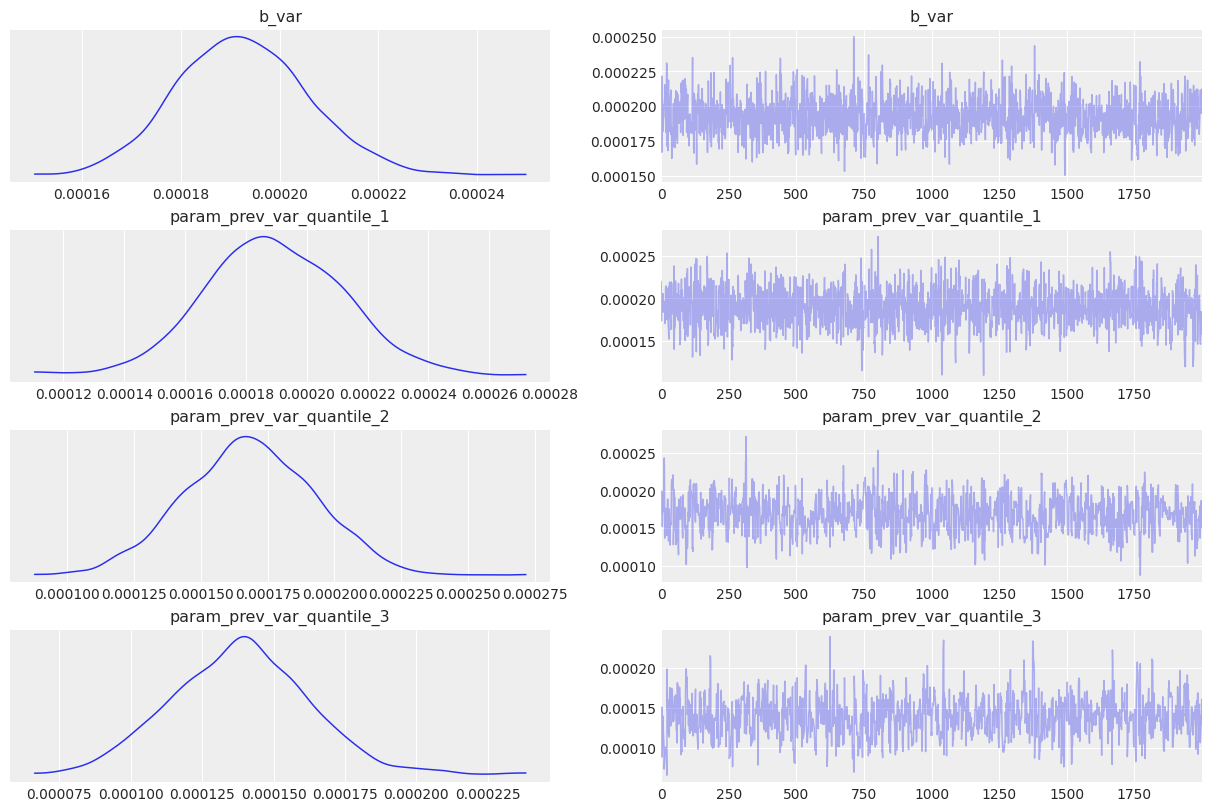 b_var
b_var
0.000250
0.000225
0.000200
0.000175
0.000150
0.00016 0.00018 0.00020 0.00022 0.00024
0 250 500 750 1000 1250 1500 1750
param_prev_var_quantile_1
param_prev_var_quantile_1
0.00025
0.00020
0.00015
0.00012 0.00014 0.00016 0.00018 0.00020 0.00022 0.00024 0.00026 0.00028
0 250 500 750 1000 1250 1500 1750
param_prev_var_quantile_2
param_prev_var_quantile_2
0.00025
0.00020
0.00015
0.00010
0.000100 0.000125 0.000150 0.000175 0.000200 0.000225 0.000250 0.000275
0 250 500 750 1000 1250 1500 1750
param_prev_var_quantile_3
param_prev_var_quantile_3
0.00020
0.00015
0.00010
0.000075 0.000100 0.000125 0.000150 0.000175 0.000200 0.000225
0 250 500 750 1000 1250 1500 1750